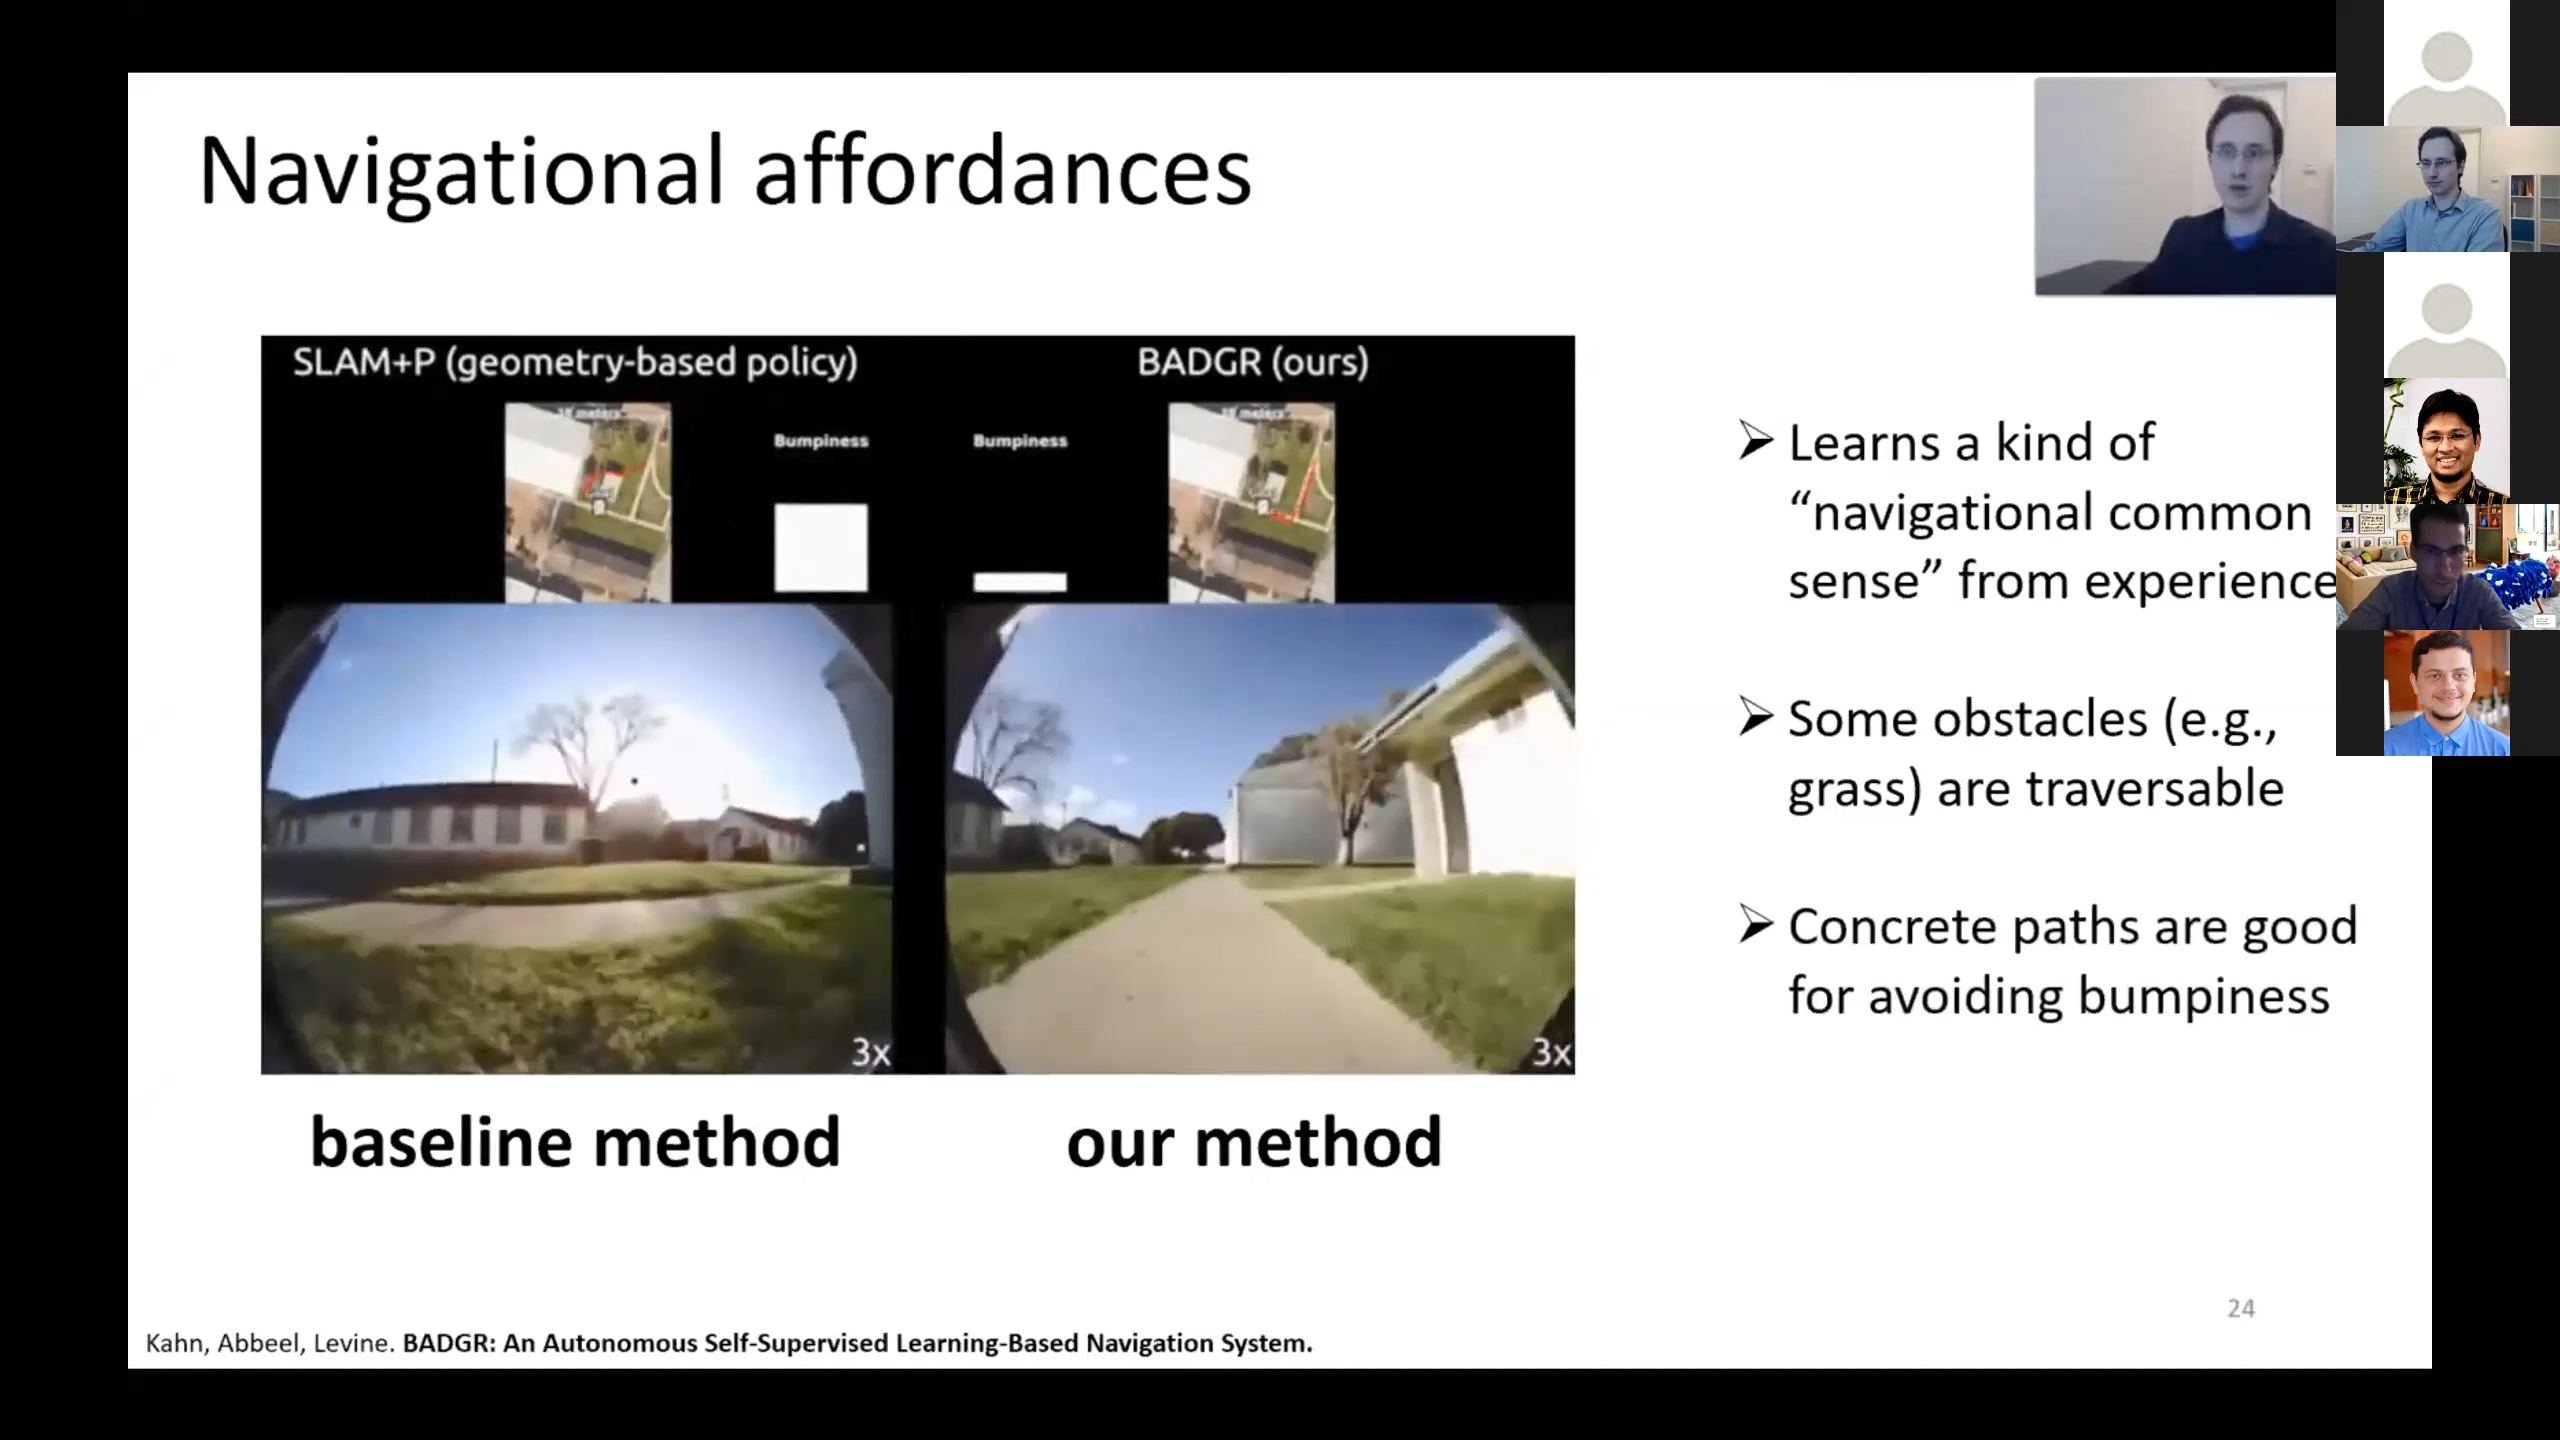 Navigational affordances
SLAM+P (geometry-based policy)
BADGR (ours)
Bumpiness
Bumpiness
3x
3x
baseline method
our method
➢ Learns a kind of
“navigational common
sense” from experience
➢ Some obstacles (e.g.,
grass) are traversable
➢ Concrete paths are good
for avoiding bumpiness
24
Kahn, Abbeel, Levine. BADGR: An Autonomous Self-Supervised Learning-Based Navigation System.